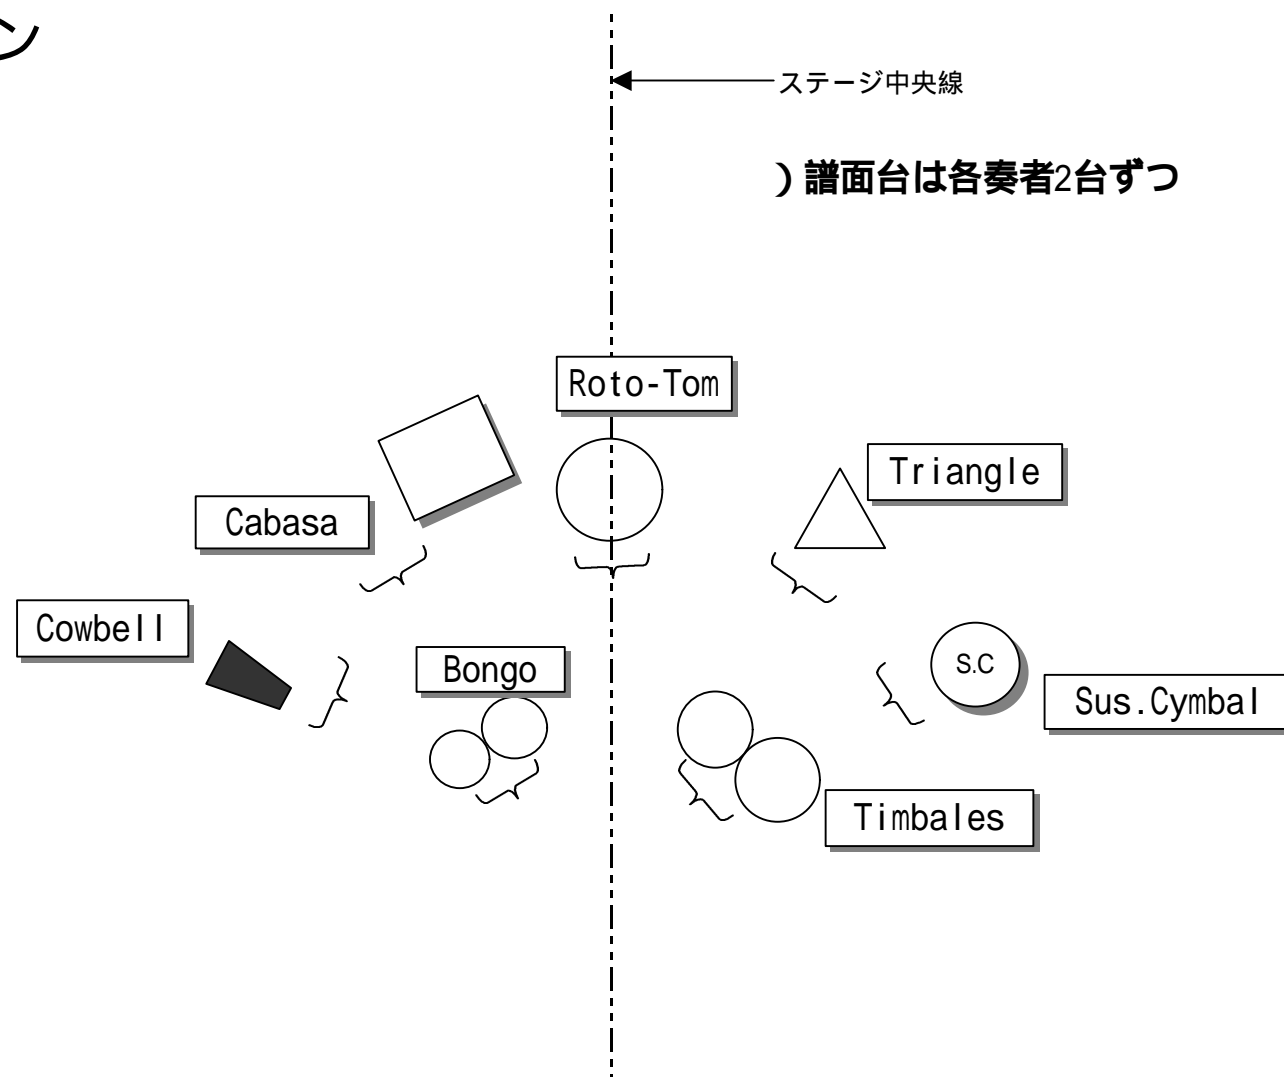 ン
ステージ中央線
）譜面台は各奏者2台ずつ
Roto-Tom
Triangle
Cabasa
Cowbell
Bongo
S.C
Sus.Cymbal
Timbales